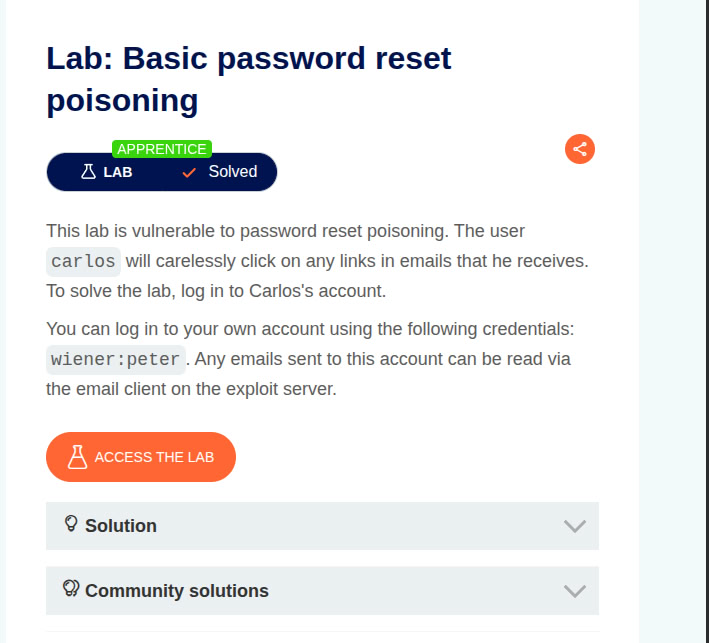 Lab: Basic password reset
poisoning
APPRENTICE
LAB Solved
This lab is vulnerable to password reset poisoning. The user
carlos will carelessly click on any links in emails that he receives.
To solve the lab, log in to Carlos's account.
You can log in to your own account using the following credentials:
wiener:peter. Any emails sent to this account can be read via
the email client on the exploit server.
ACCESS THE LAB
Solution
Community solutions